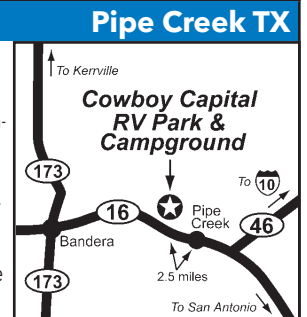 Pipe Creek TX
To Kerrville
Cowboy Capital
RV Park &
Campground
173
To 10
16
Pipe
Creek
46
Bandera
173
2.5 miles
To San Antonio